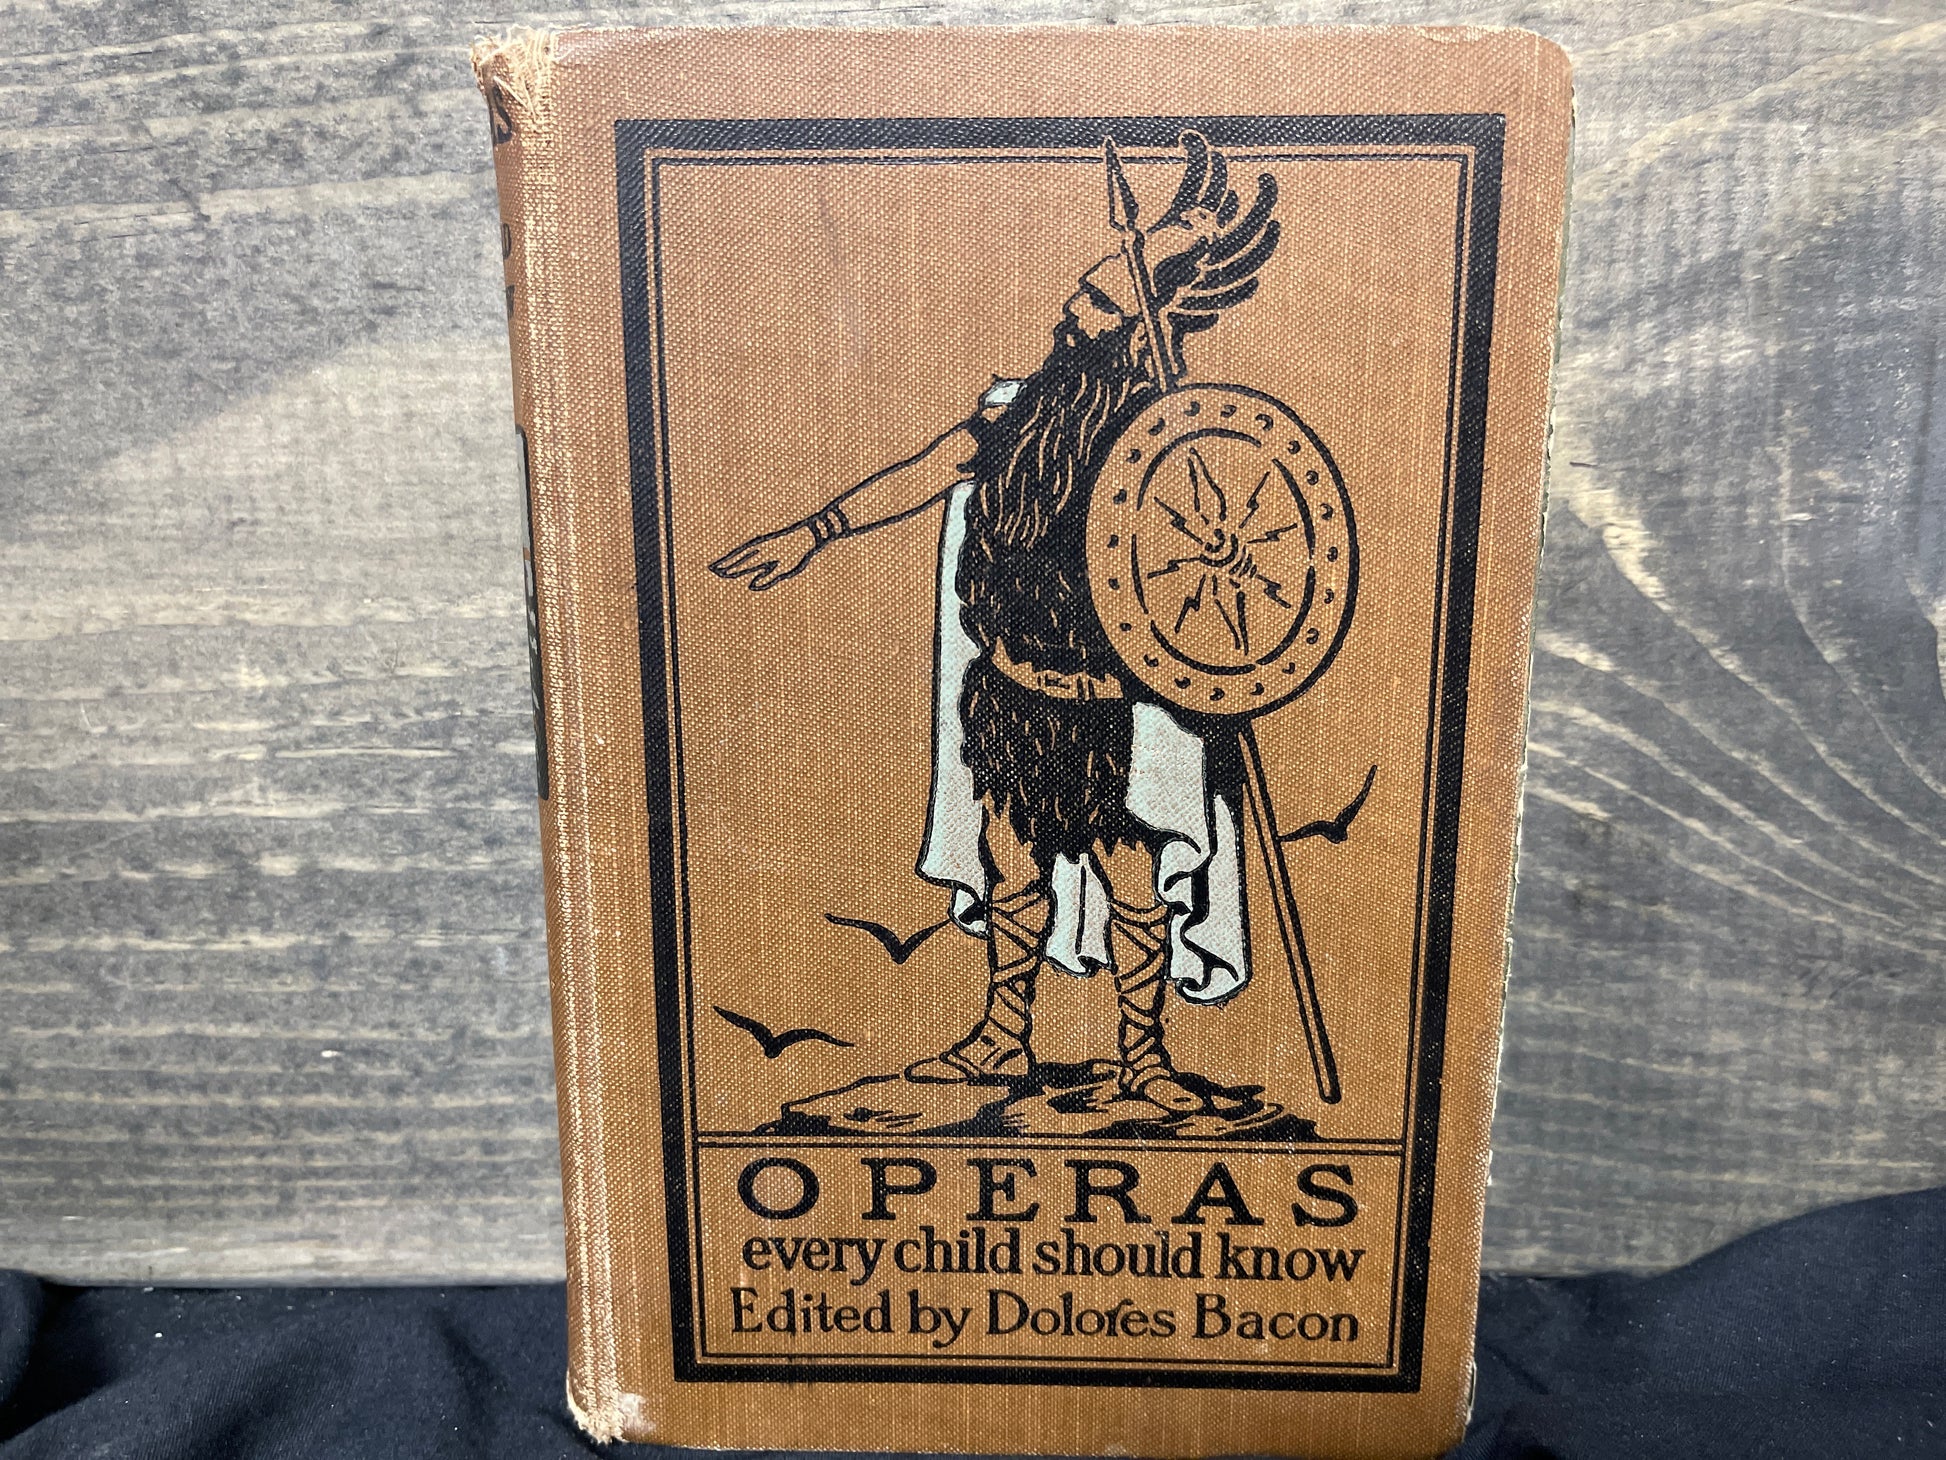 OPERAS
every child should know
Edited by Dolores Bacon